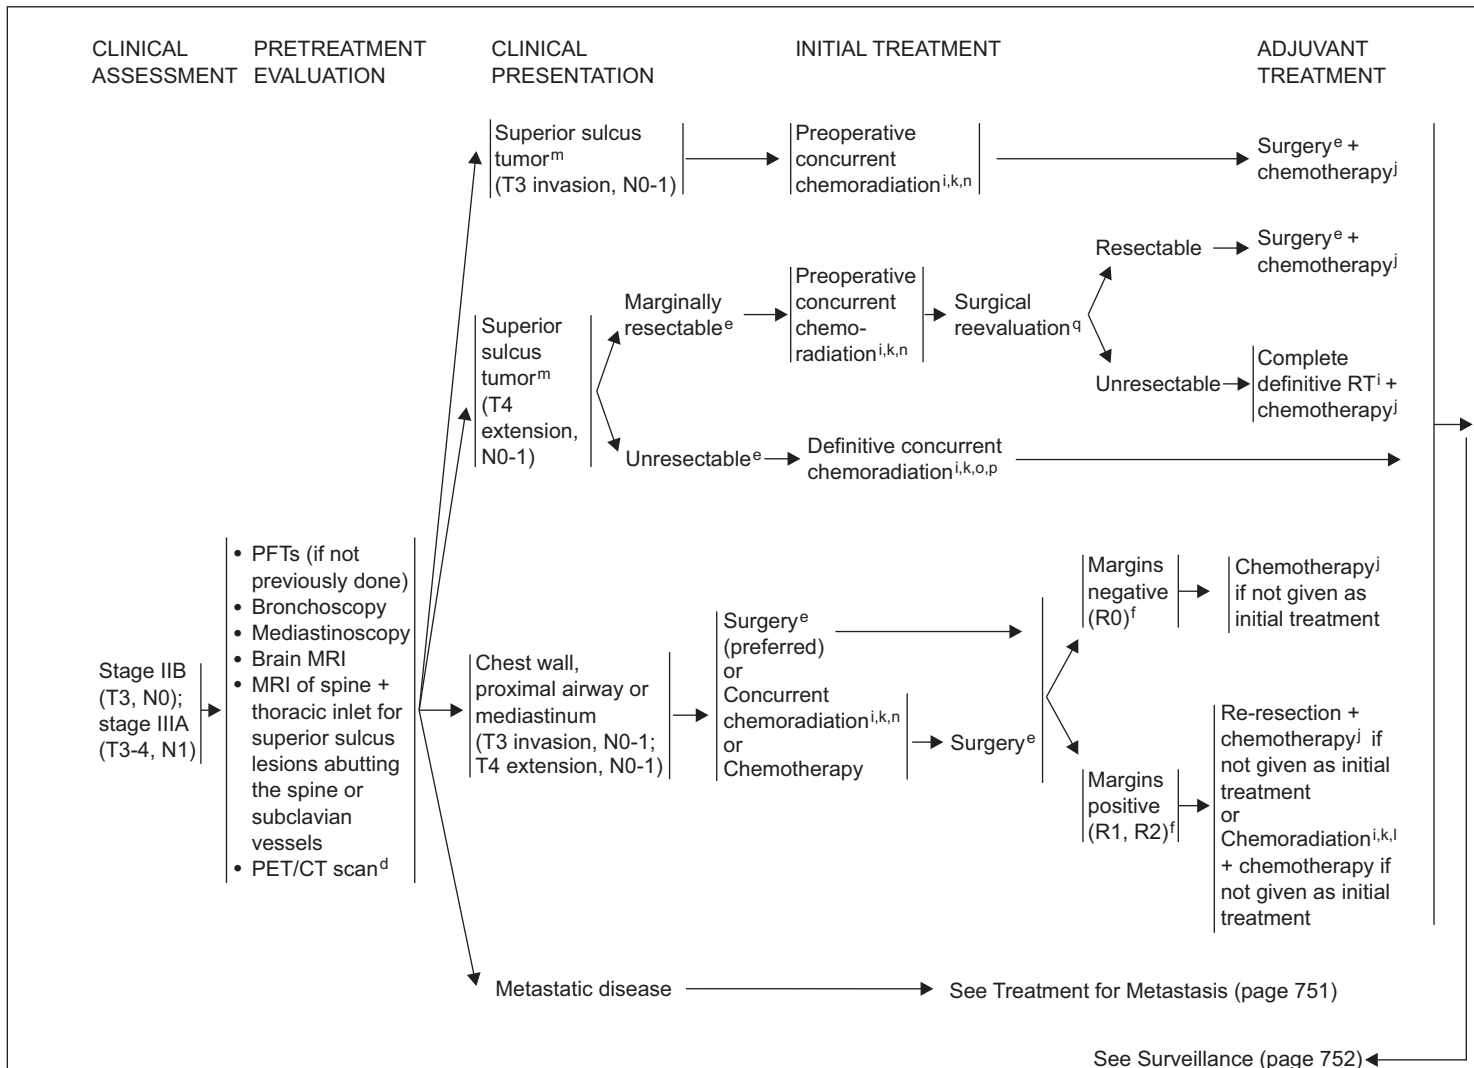 CLINICAL
ASSESSMENT
PRETREATMENT
EVALUATION
CLINICAL
PRESENTATION
INITIAL TREATMENT
ADJUVANT
TREATMENT
Superior sulcus
tumorᵐ
(T3 invasion, N0-1)
Preoperative
concurrent
chemoradiationⁱ,ᵏ,ⁿ
Surgeryᵉ +
chemotherapyʲ
Superior
sulcus
tumorᵐ
(T4
extension,
N0-1)
Marginally
resectableᵉ
Preoperative
concurrent
chemo-
radiationⁱ,ᵏ,ⁿ
Surgical
reevaluation^q
Resectable
Surgeryᵉ +
chemotherapyʲ
Unresectable
Complete
definitive RTⁱ +
chemotherapyʲ
Unresectableᵉ
Definitive concurrent
chemoradiationⁱ,ᵏ,ᵒ,ᵖ
Stage IIB
(T3, N0);
stage IIIA
(T3-4, N1)
• PFTs (if not
previously done)
• Bronchoscopy
• Mediastinoscopy
• Brain MRI
• MRI of spine +
thoracic inlet for
superior sulcus
lesions abutting
the spine or
subclavian
vessels
• PET/CT scanᵈ
Chest wall,
proximal airway or
mediastinum
(T3 invasion, N0-1;
T4 extension, N0-1)
Surgeryᵉ
(preferred)
or
Concurrent
chemoradiationⁱ,ᵏ,ⁿ
or
Chemotherapy
Surgeryᵉ
Margins
negative
(R0)ᶠ
Chemotherapyʲ
if not given as
initial treatment
Margins
positive
(R1, R2)ᶠ
Re-resection +
chemotherapyʲ if
not given as initial
treatment
or
Chemoradiationⁱ,ᵏ,ˡ
+ chemotherapy if
not given as initial
treatment
Metastatic disease
See Treatment for Metastasis (page 751)
See Surveillance (page 752)